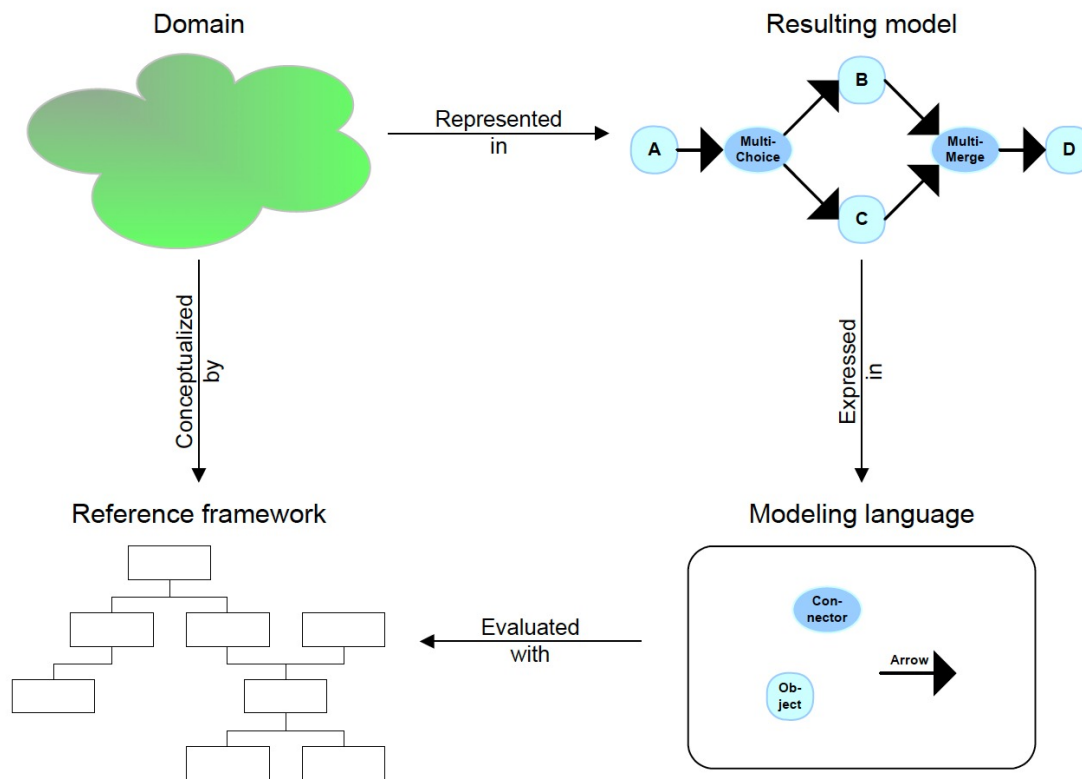 Domain
Resulting model
Represented
in
A
Multi-
Choice
B
C
Multi-
Merge
D
Conceptualized
by
Expressed
in
Reference framework
Modeling language
Evaluated
with
Con-
nector
Arrow
Ob-
ject